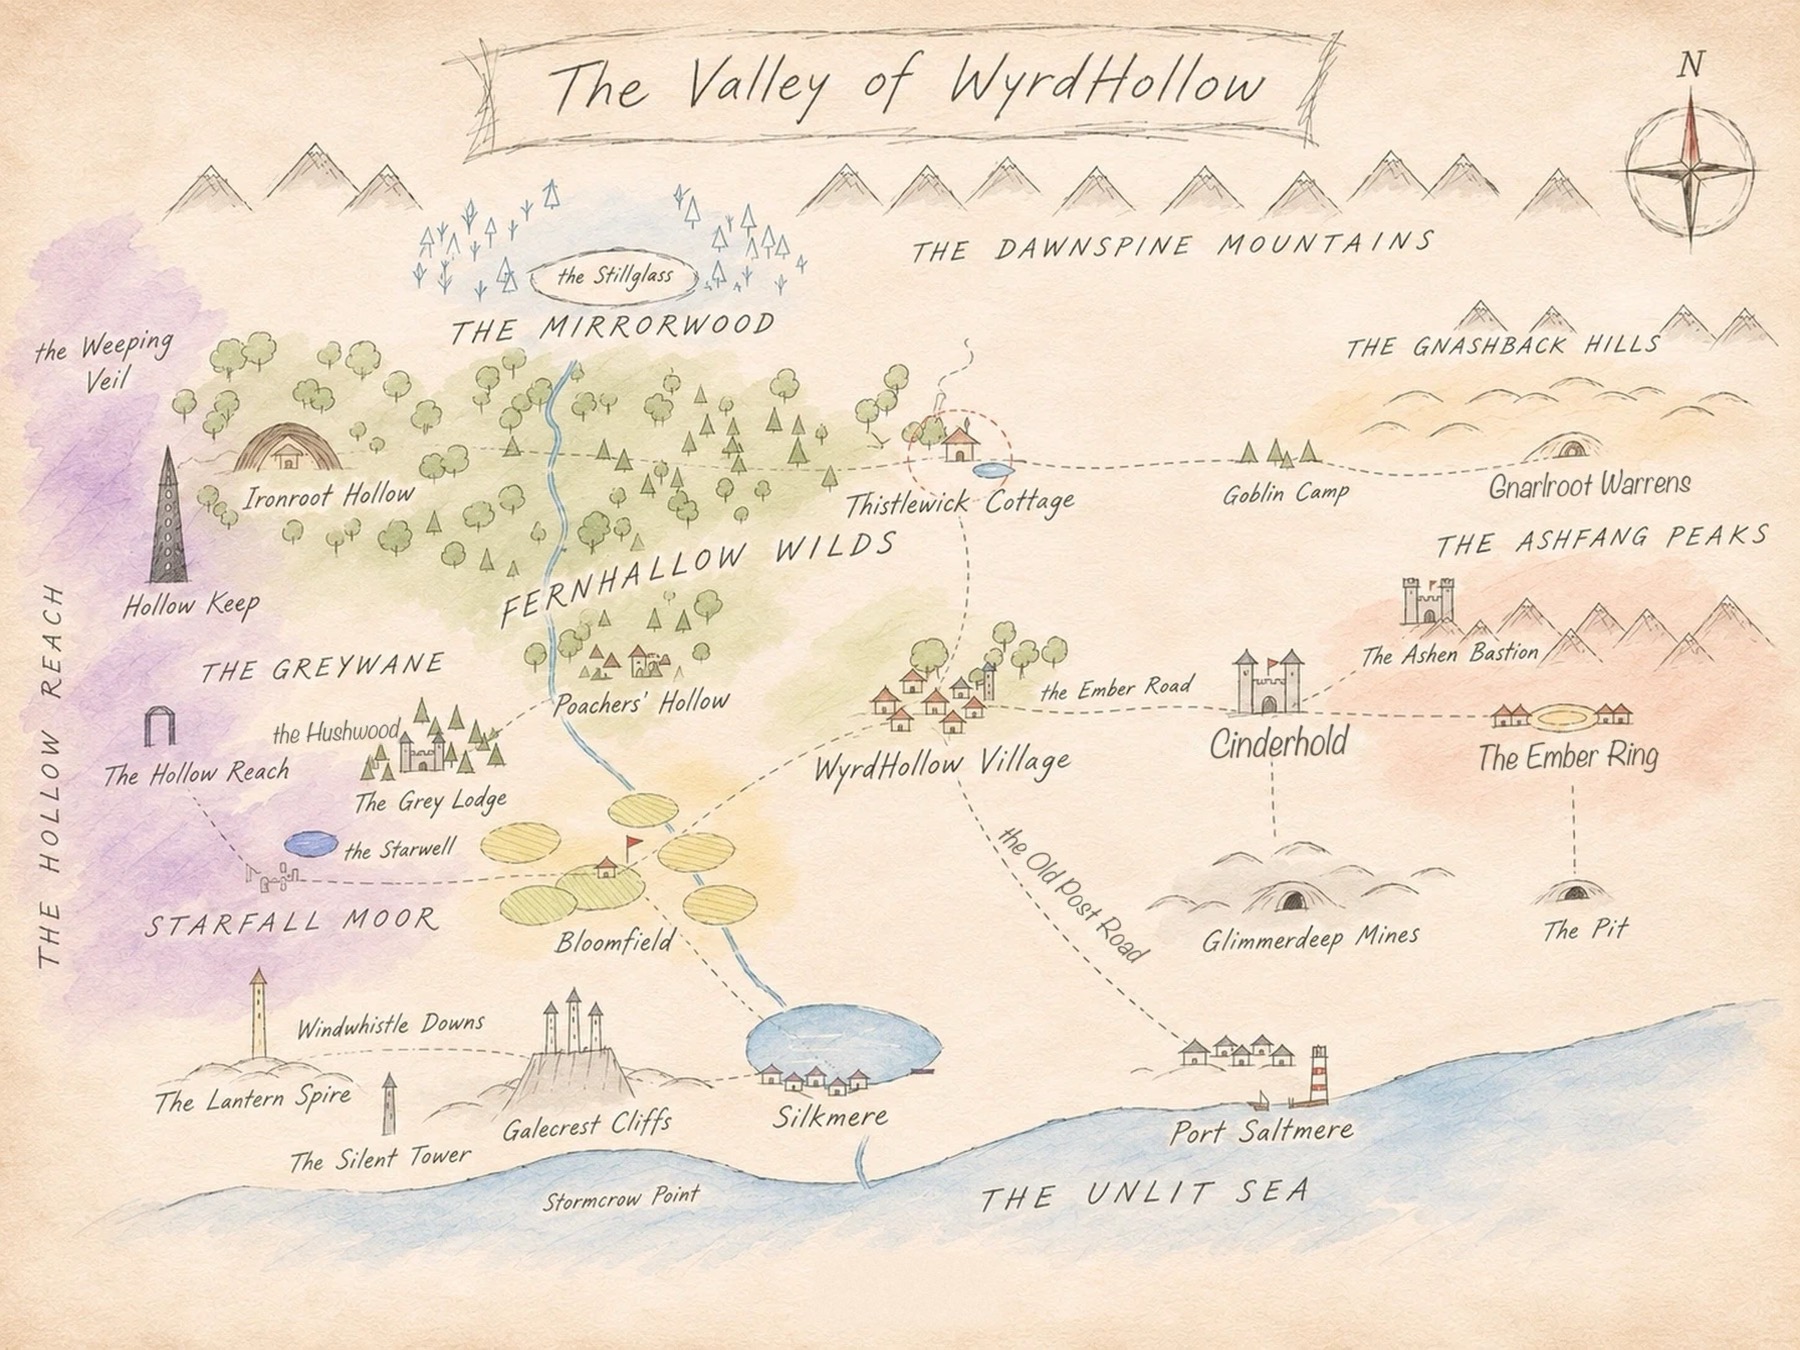 The Valley of WyrdHollow
N
THE DAWNSPINE MOUNTAINS
the Stillglass
THE MIRRORWOOD
the Weeping
Veil
THE GNASHBACK HILLS
Ironroot Hollow
Thistlewick Cottage
Goblin Camp
Gnarlroot Warrens
THE ASHFANG PEAKS
FERNHALLOW WILDS
Hollow Keep
THE HOLLOW REACH
THE GREYWANE
The Ashen Bastion
Poachers' Hollow
the Ember Road
the Hushwood
WyrdHollow Village
Cinderhold
The Ember Ring
The Hollow Reach
The Grey Lodge
the Starwell
the Old Post Road
STARFALL MOOR
Bloomfield
Glimmerdeep Mines
The Pit
Windwhistle Downs
The Lantern Spire
Galecrest Cliffs
Silkmere
Port Saltmere
The Silent Tower
Stormcrow Point
THE UNLIT SEA